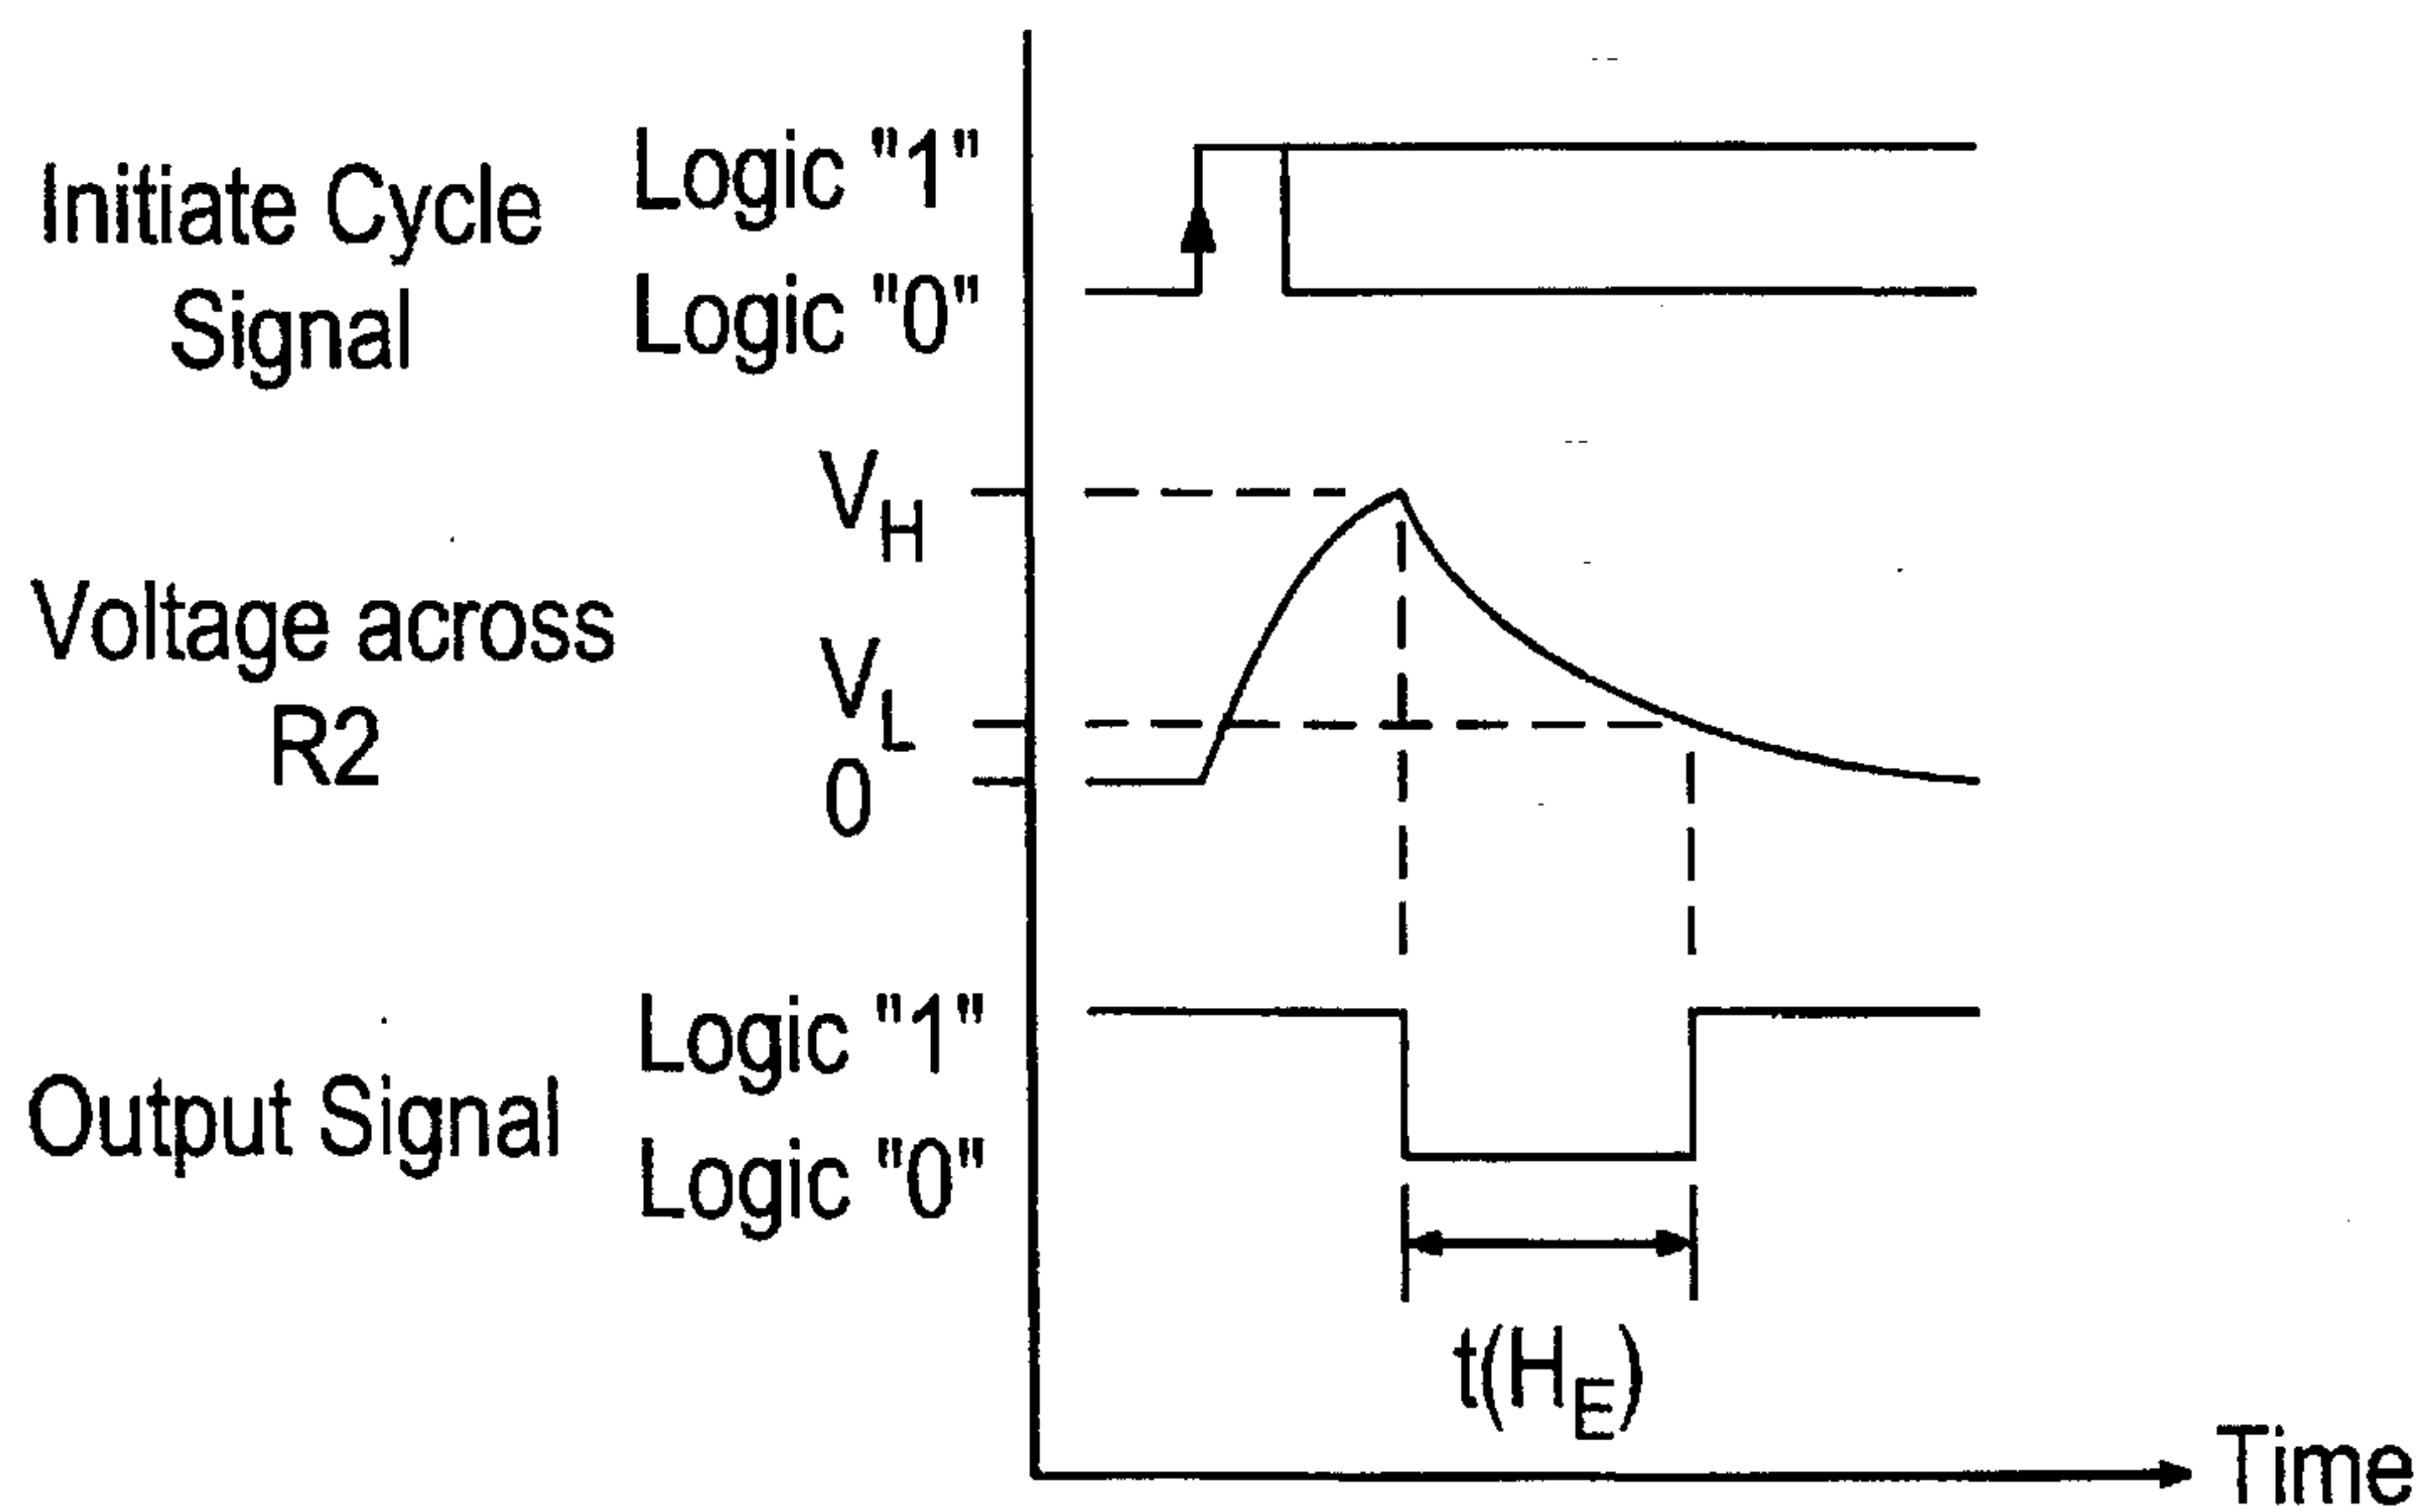 Initiate Cycle
Signal
Logic "1"
Logic "0"
Voltage across
R2
V_H
V_L
0
Output Signal
Logic "1"
Logic "0"
t(H_E)
Time